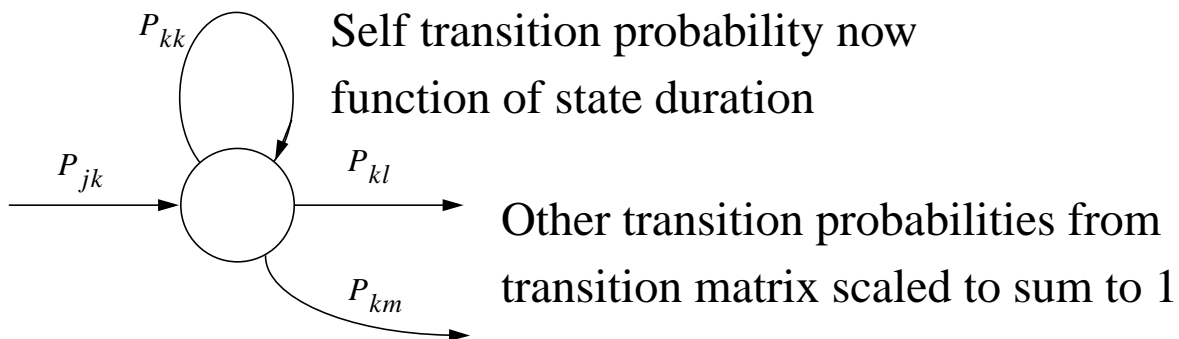 P_kk
Self transition probability now
function of state duration
P_jk
P_kl
Other transition probabilities from
transition matrix scaled to sum to 1
P_km